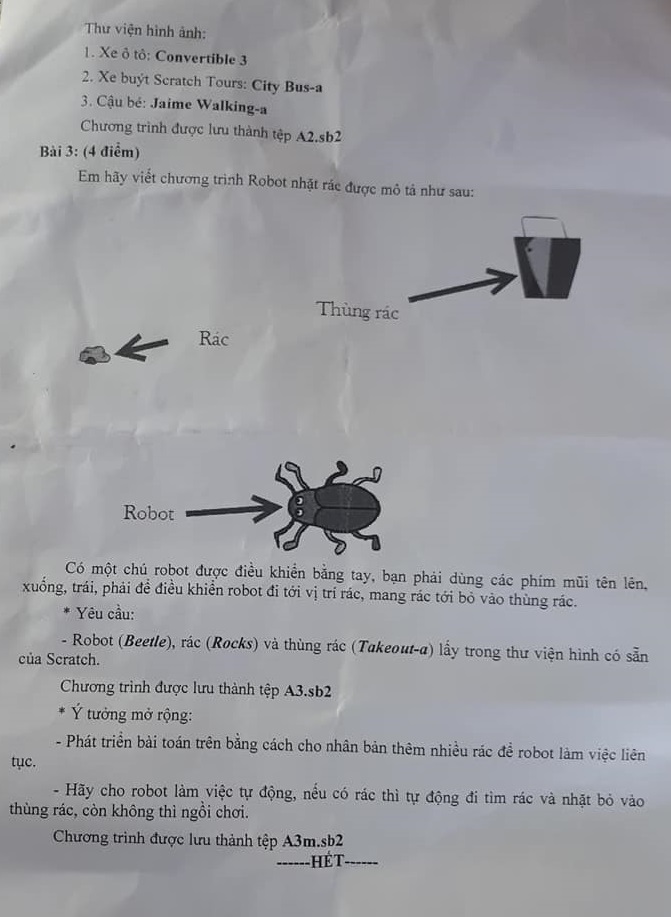 Thư viện hình ảnh:
1. Xe ô tô: Convertible 3
2. Xe buýt Scratch Tours: City Bus-a
3. Cậu bé: Jaime Walking-a
Chương trình được lưu thành tệp A2.sb2
Bài 3: (4 điểm)
Em hãy viết chương trình Robot nhặt rác được mô tả như sau:
Thùng rác
Rác
Robot
Có một chú robot được điều khiển bằng tay, bạn phải dùng các phím mũi tên lên,
xuống, trái, phải để điều khiển robot đi tới vị trí rác, mang rác tới bỏ vào thùng rác.
* Yêu cầu:
- Robot (Beetle), rác (Rocks) và thùng rác (Takeout-a) lấy trong thư viện hình có sẵn
của Scratch.
Chương trình được lưu thành tệp A3.sb2
* Ý tưởng mở rộng:
- Phát triển bài toán trên bằng cách cho nhân bản thêm nhiều rác để robot làm việc liên
tục.
- Hãy cho robot làm việc tự động, nếu có rác thì tự động đi tìm rác và nhặt bỏ vào
thùng rác, còn không thì ngồi chơi.
Chương trình được lưu thành tệp A3m.sb2
------HẾT------